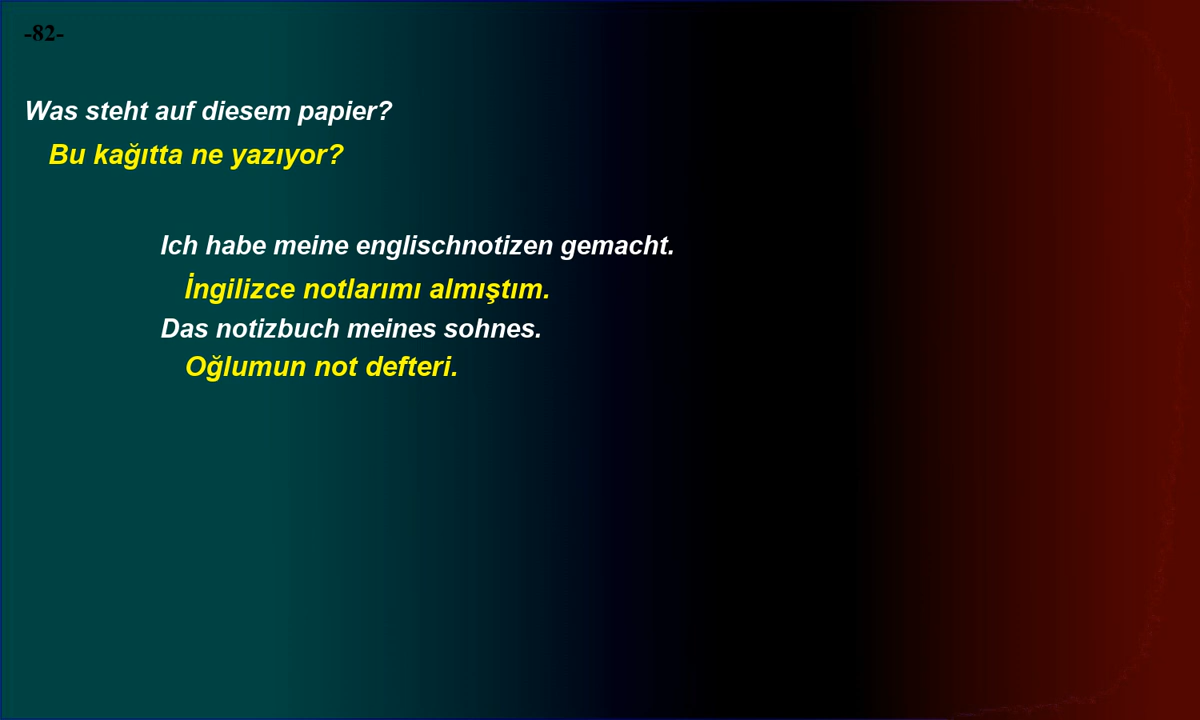 -82-
Was steht auf diesem papier?
Bu kağıtta ne yazıyor?
Ich habe meine englischnotizen gemacht.
İngilizce notlarımı almıştım.
Das notizbuch meines sohnes.
Oğlumun not defteri.